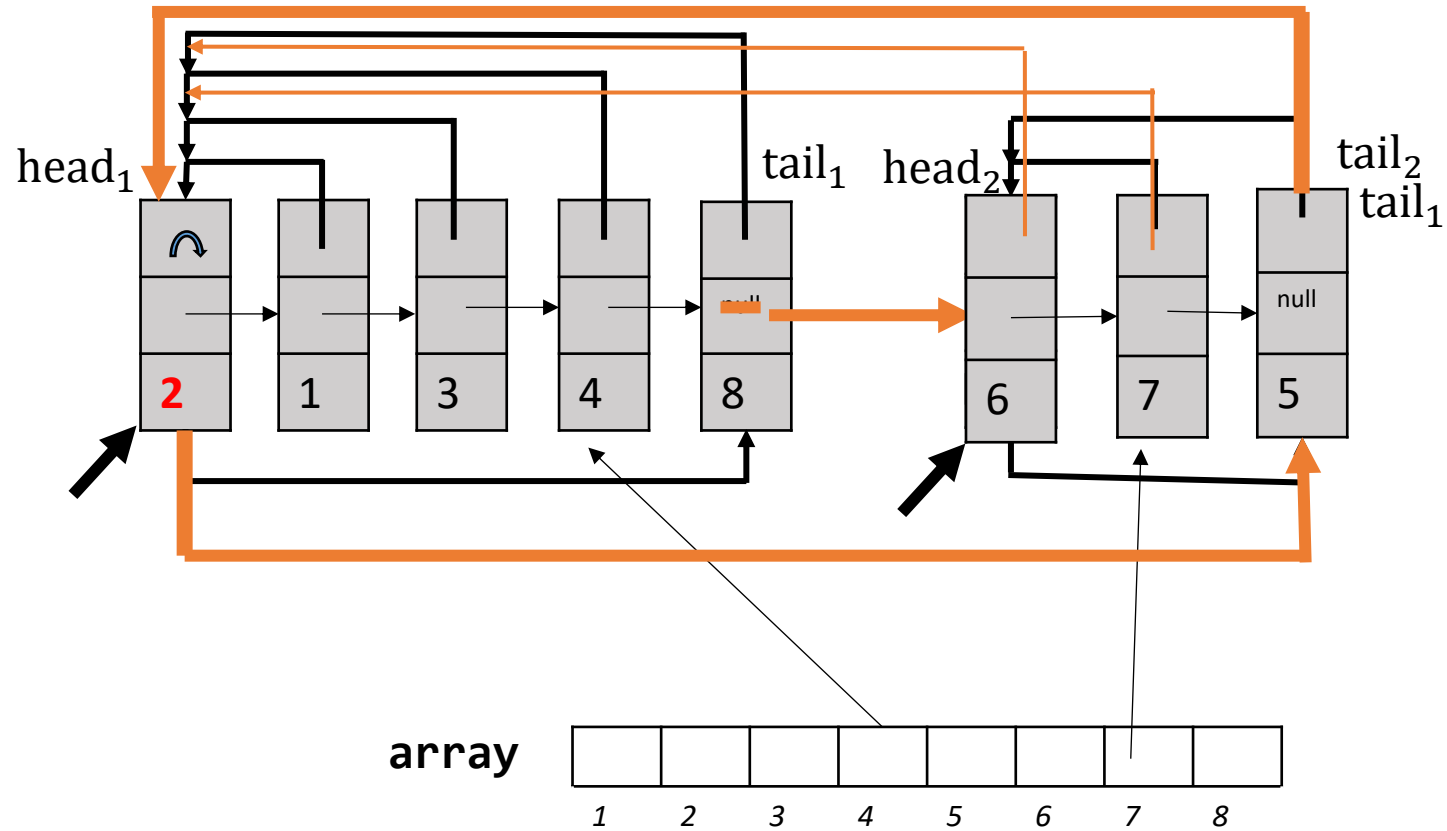 head₁
tail₁
head₂
tail₂
tail₁
null
null
2 1 3 4 8 6 7 5
array
1 2 3 4 5 6 7 8